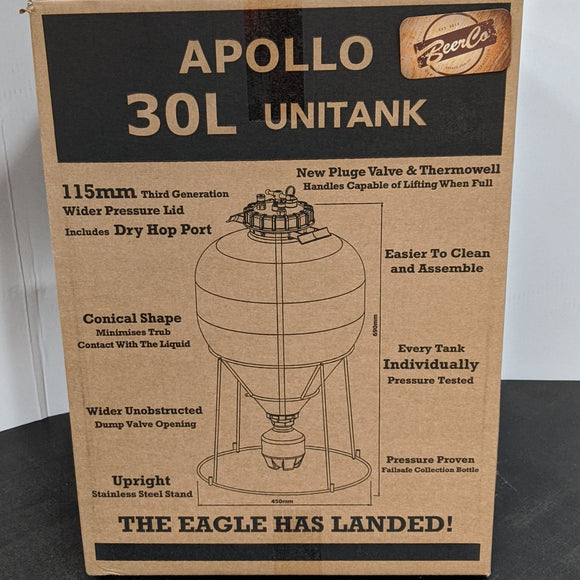 APOLLO
30L UNITANK
BeerCo
New Pluge Valve & Thermowell
Handles Capable of Lifting When Full
115mm Third Generation
Wider Pressure Lid
Includes Dry Hop Port
Easier To Clean
and Assemble
Conical Shape
Minimises Trub
Contact With The Liquid
690mm
Every Tank
Individually
Pressure Tested
Wider Unobstructed
Dump Valve Opening
Pressure Proven
Failsafe Collection Bottle
Upright
Stainless Steel Stand
450mm
THE EAGLE HAS LANDED!